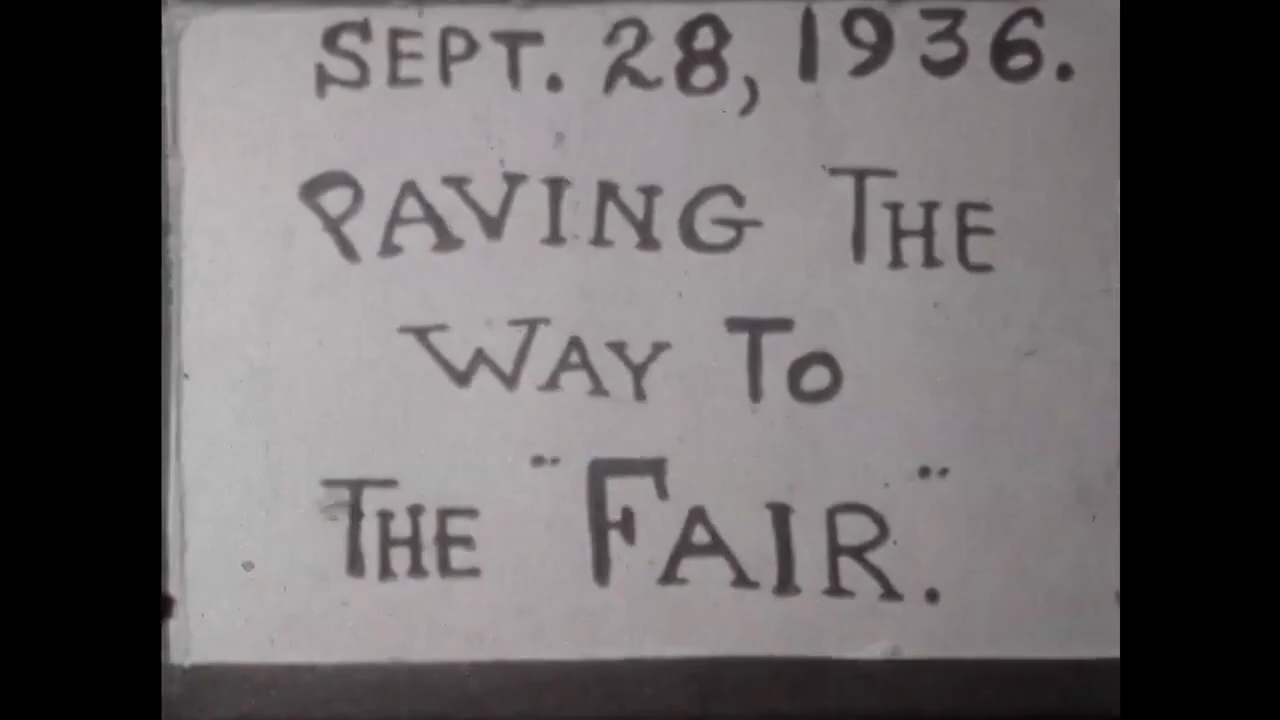 SEPT. 28, 1936.
PAVING THE
WAY TO
THE "FAIR."